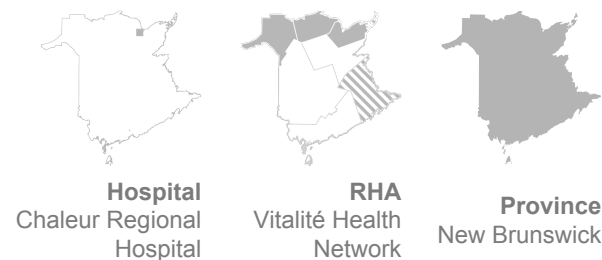 Hospital
Chaleur Regional
Hospital
RHA
Vitalité Health
Network
Province
New Brunswick